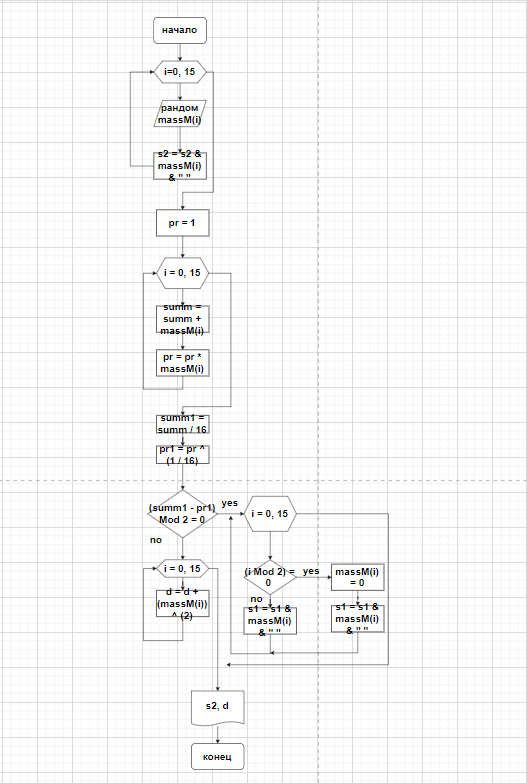 начало
i=0, 15
рандом
massM(i)
s2 = s2 &
massM(i)
& " "
pr = 1
i = 0, 15
summ =
summ +
massM(i)
pr = pr *
massM(i)
summ1 =
summ / 16
pr1 = pr ^
(1 / 16)
(summ1 - pr1)
Mod 2 = 0
yes
i = 0, 15
no
i = 0, 15
(i Mod 2) =
0
yes
massM(i)
= 0
d = d +
(massM(i))
^ (2)
no
s1 = s1 &
massM(i)
& " "
s1 = s1 &
massM(i)
& " "
s2, d
конец